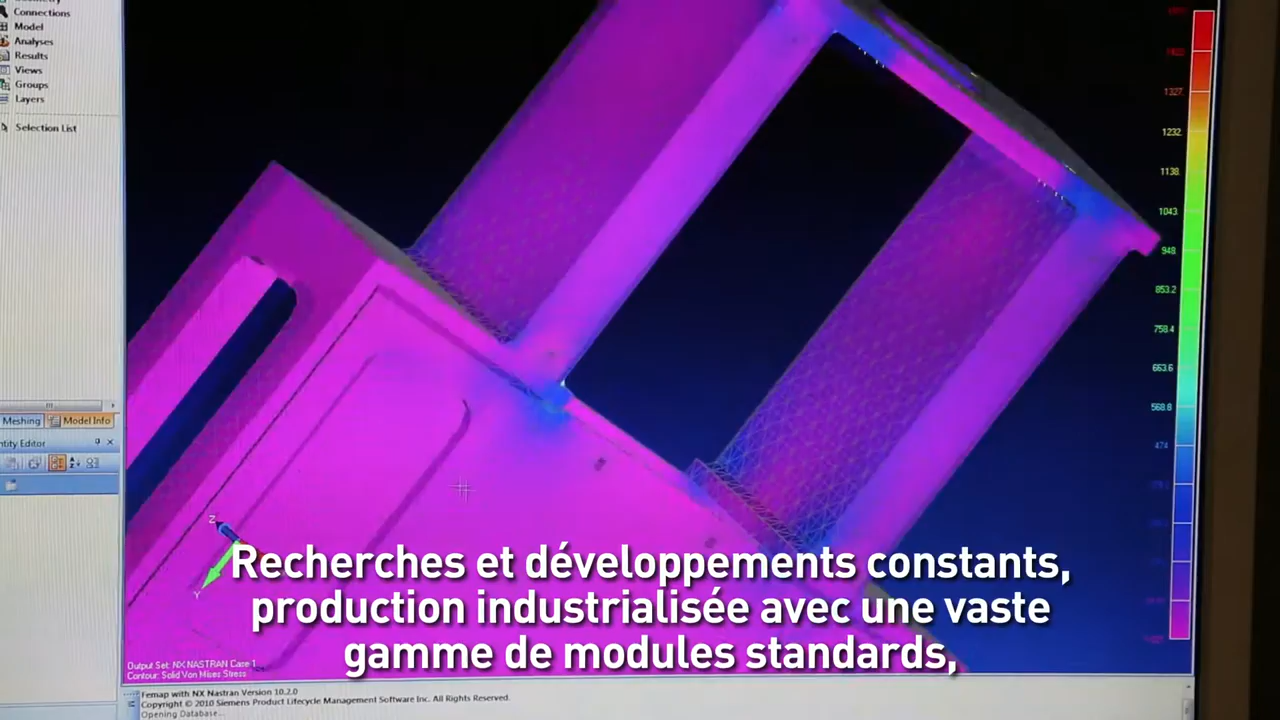 Connections
Model
Analyses
Results
Views
Groups
Layers
Selection List
1327.
1232.
1138.
1043.
948.
853.2
758.4
663.6
568.8
474.
Meshing
Model Info
Z
Y
Recherches et développements constants,
production industrialisée avec une vaste
gamme de modules standards,
Output Set: NX NASTRAN Case 1
Contour: Solid Von Mises Stress
Femap with NX Nastran Version 10.2.0
Copyright © 2010 Siemens Product Lifecycle Management Software Inc. All Rights Reserved.
Opening Database...